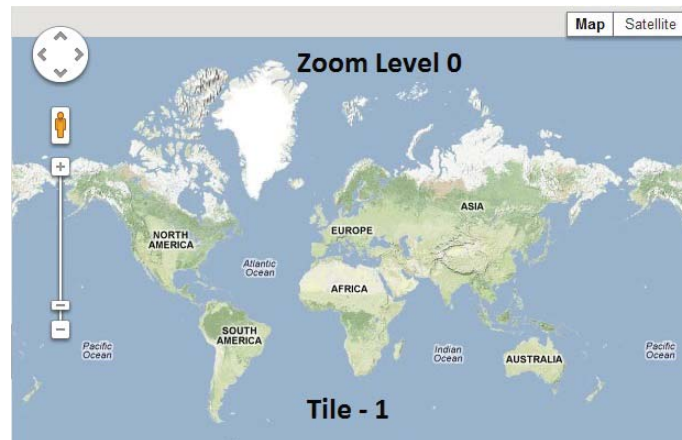 Map Satellite
Zoom Level 0
ASIA
NORTH
AMERICA
EUROPE
Atlantic
Ocean
AFRICA
SOUTH
AMERICA
Pacific
Ocean
Indian
Ocean
AUSTRALIA
Pacific
Ocean
Tile - 1